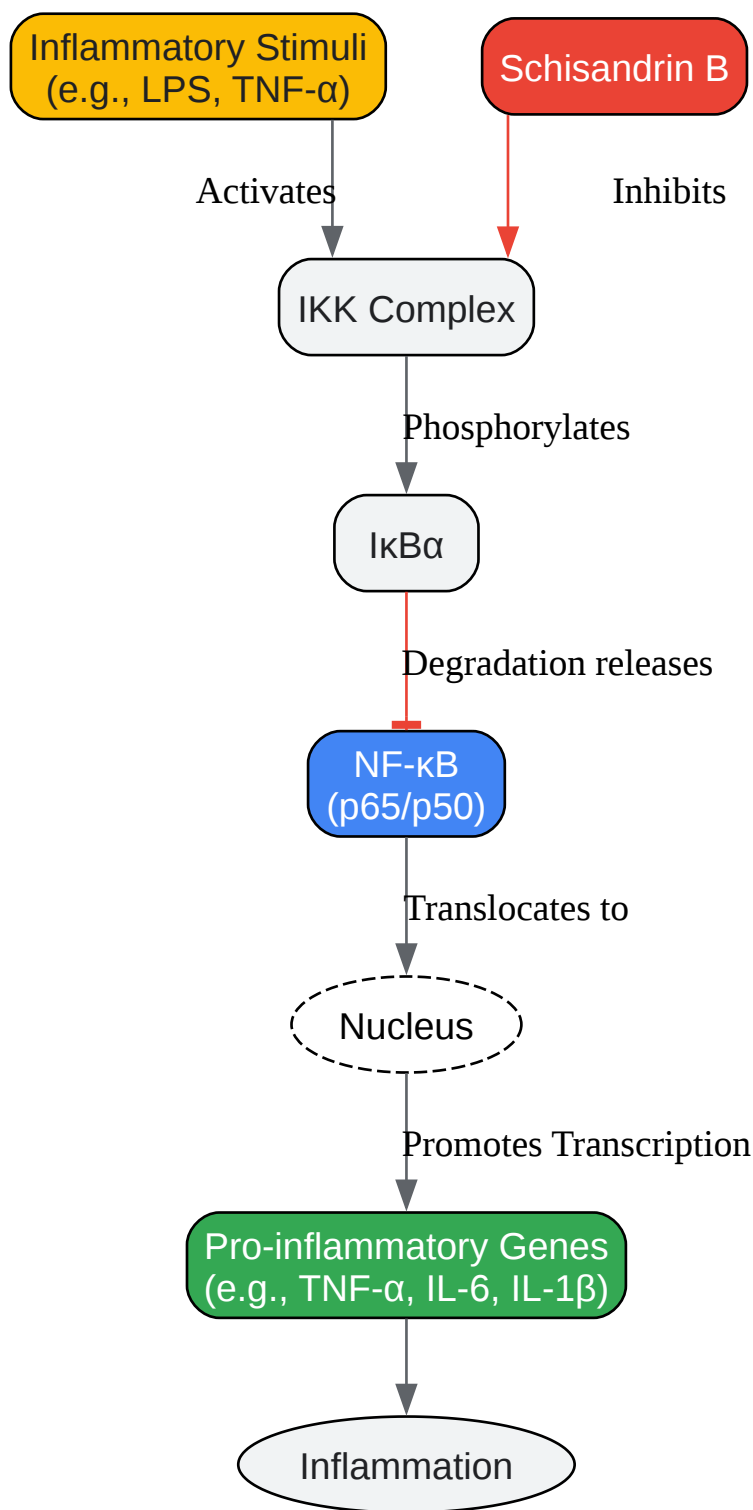 Inflammatory Stimuli
(e.g., LPS, TNF-α)
Schisandrin B
Activates
Inhibits
IKK Complex
Phosphorylates
IκBα
Degradation releases
NF-κB
(p65/p50)
Translocates to
Nucleus
Promotes Transcription
Pro-inflammatory Genes
(e.g., TNF-α, IL-6, IL-1β)
Inflammation